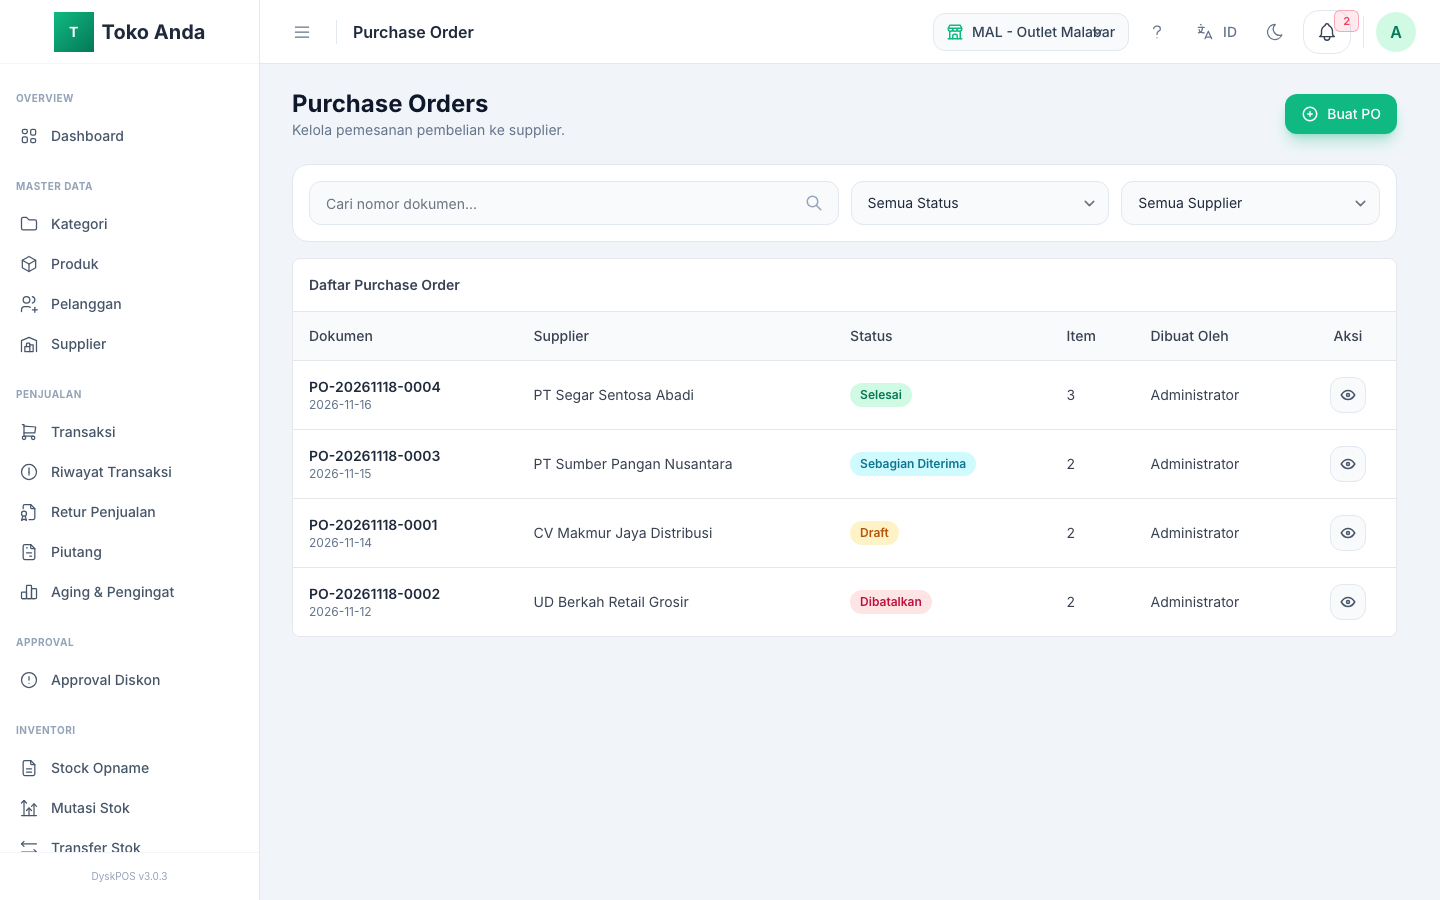 T Toko Anda
Purchase Order
MAL - Outlet Malabar
?
ID
2
A
OVERVIEW
Dashboard
MASTER DATA
Kategori
Produk
Pelanggan
Supplier
PENJUALAN
Transaksi
Riwayat Transaksi
Retur Penjualan
Piutang
Aging & Pengingat
APPROVAL
Approval Diskon
INVENTORI
Stock Opname
Mutasi Stok
Transfer Stok
DyskPOS v3.0.3
Purchase Orders
Kelola pemesanan pembelian ke supplier.
Buat PO
Cari nomor dokumen...
Semua Status
Semua Supplier
Daftar Purchase Order
Dokumen Supplier Status Item Dibuat Oleh Aksi
PO-20261118-0004
2026-11-16
PT Segar Sentosa Abadi Selesai 3 Administrator
PO-20261118-0003
2026-11-15
PT Sumber Pangan Nusantara Sebagian Diterima 2 Administrator
PO-20261118-0001
2026-11-14
CV Makmur Jaya Distribusi Draft 2 Administrator
PO-20261118-0002
2026-11-12
UD Berkah Retail Grosir Dibatalkan 2 Administrator